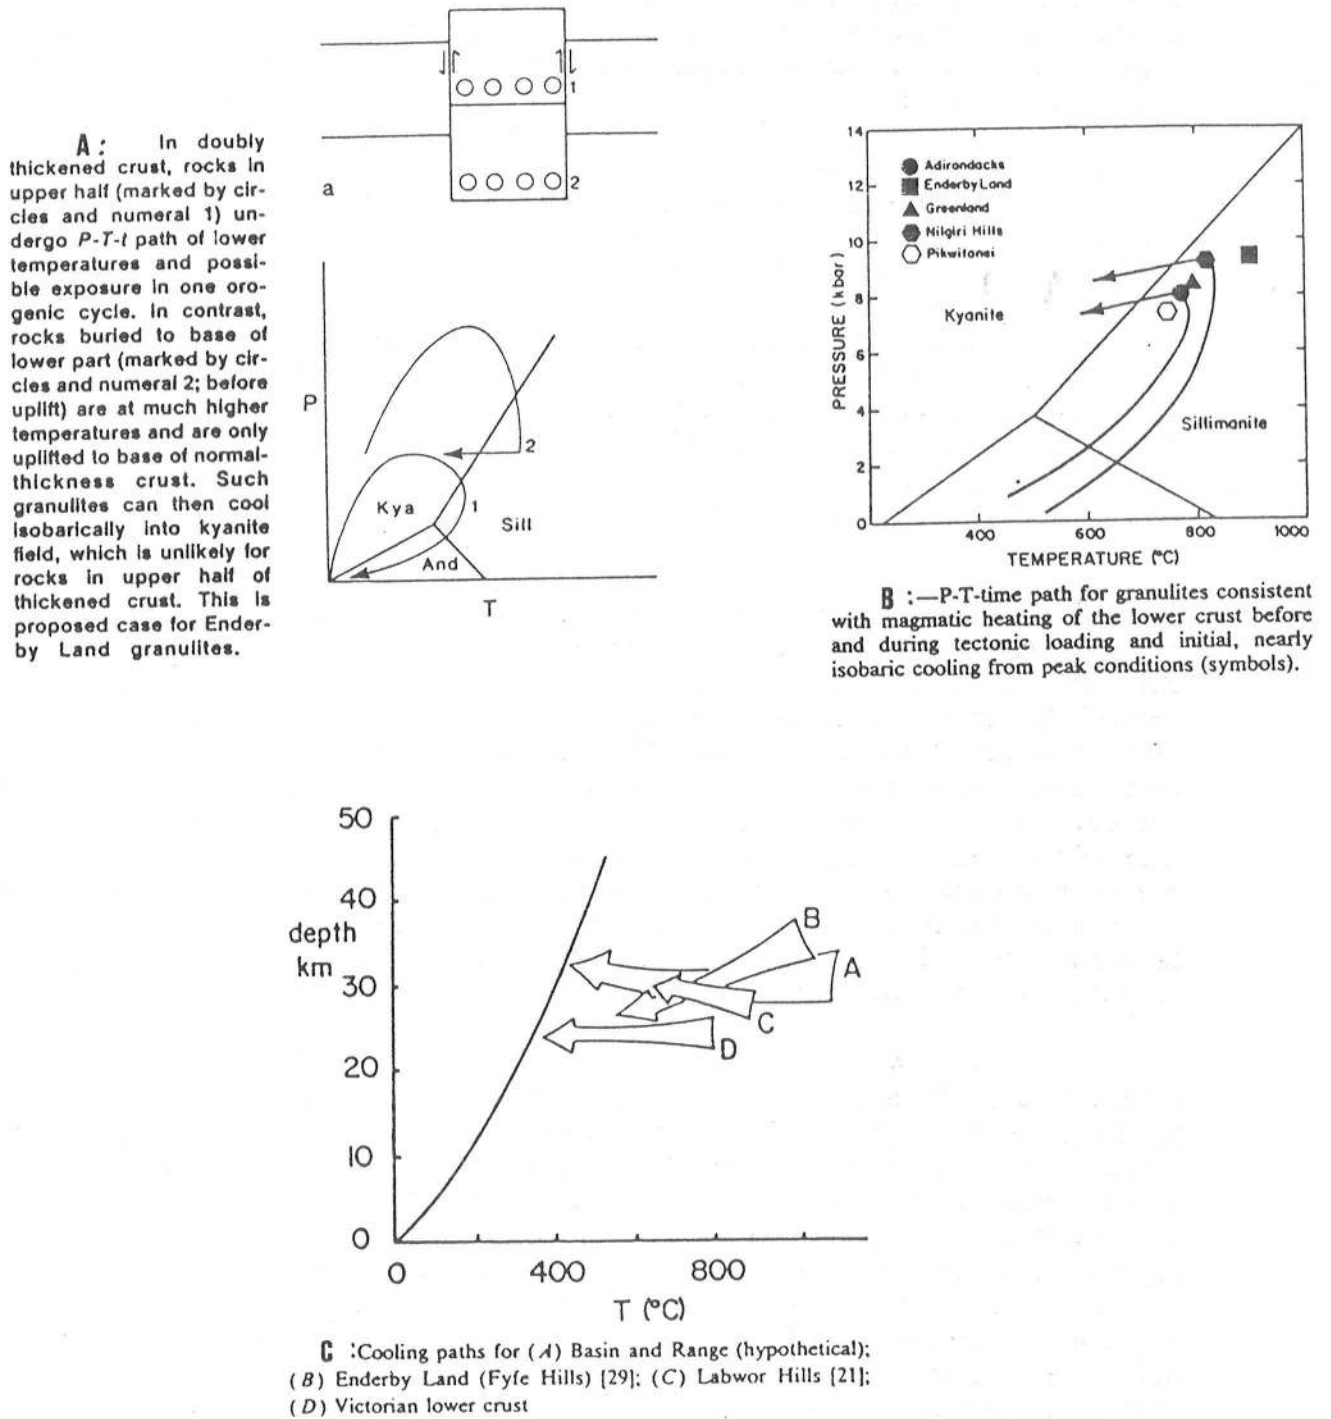 A : In doubly
thickened crust, rocks in
upper half (marked by cir-
cles and numeral 1) un-
dergo P-T-t path of lower
temperatures and possi-
ble exposure in one oro-
genic cycle. In contrast,
rocks buried to base of
lower part (marked by cir-
cles and numeral 2; before
uplift) are at much higher
temperatures and are only
uplifted to base of normal-
thickness crust. Such
granulites can then cool
isobarically into kyanite
field, which is unlikely for
rocks in upper half of
thickened crust. This is
proposed case for Ender-
by Land granulites.
1
a
2
P
2
Kya
1
Sill
And
T
14
12
10
8
6
4
2
0
PRESSURE (kbar)
Adirondacks
Enderby Land
Greenland
Nilgiri Hills
Pikwitonei
Kyanite
Sillimanite
400
600
800
1000
TEMPERATURE (°C)
B :—P-T-time path for granulites consistent
with magmatic heating of the lower crust before
and during tectonic loading and initial, nearly
isobaric cooling from peak conditions (symbols).
50
40
depth
km
30
20
10
0
B
A
C
D
0
400
800
T (°C)
C :Cooling paths for (A) Basin and Range (hypothetical);
(B) Enderby Land (Fyfe Hills) [29]; (C) Labwor Hills [21];
(D) Victorian lower crust